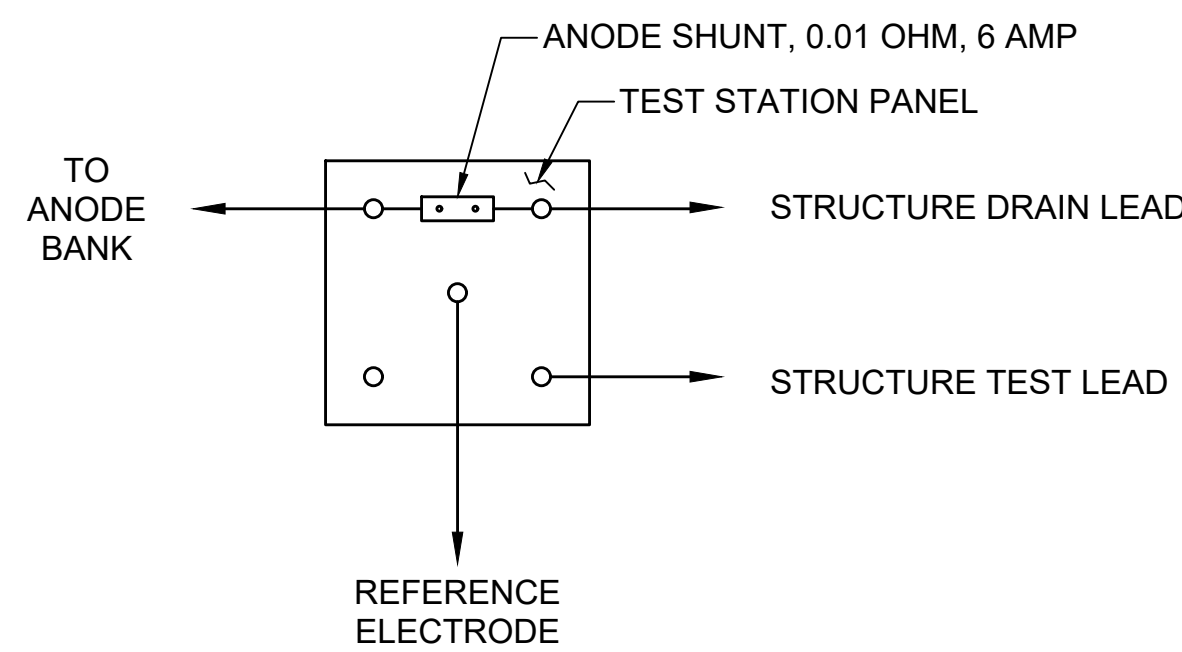 ANODE SHUNT, 0.01 OHM, 6 AMP
TEST STATION PANEL
TO
ANODE
BANK
STRUCTURE DRAIN LEAD
STRUCTURE TEST LEAD
REFERENCE
ELECTRODE